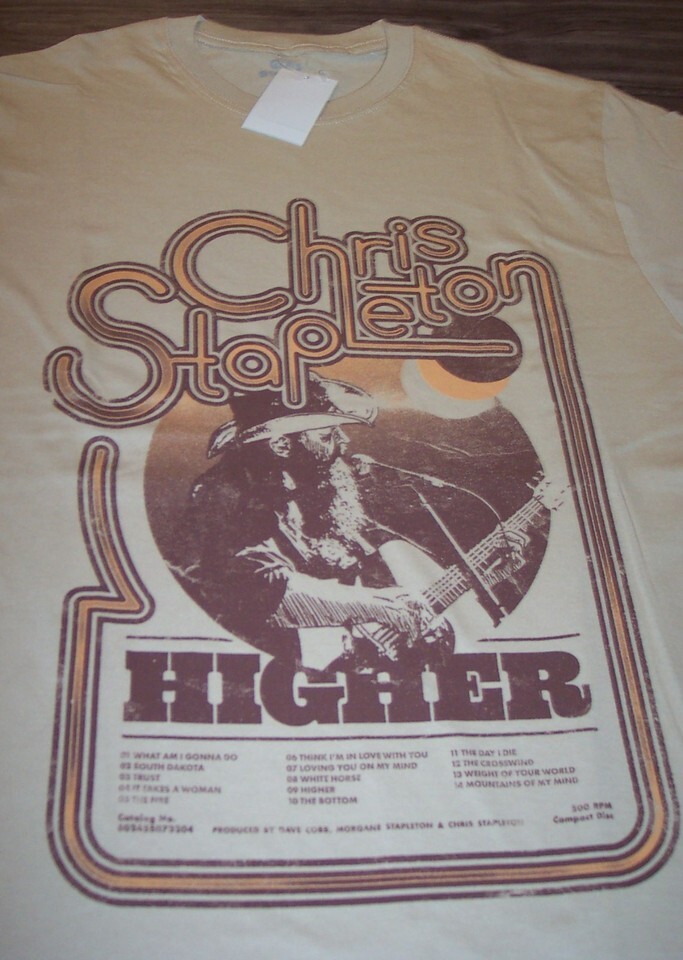 Chris
Stapleton
HIGHER
01 WHAT AM I GONNA DO
02 SOUTH DAKOTA
03 TRUST
04 IT TAKES A WOMAN
05 THE FIRE
06 THINK I'M IN LOVE WITH YOU
07 LOVING YOU ON MY MIND
08 WHITE HORSE
09 HIGHER
10 THE BOTTOM
11 THE DAY I DIE
12 THE CROSSWIND
13 WEIGHT OF YOUR WORLD
14 MOUNTAINS OF MY MIND
Catalog No.
PRODUCED BY DAVE COBB, MORGANE STAPLETON & CHRIS STAPLETON
500 RPM
Compact Disc